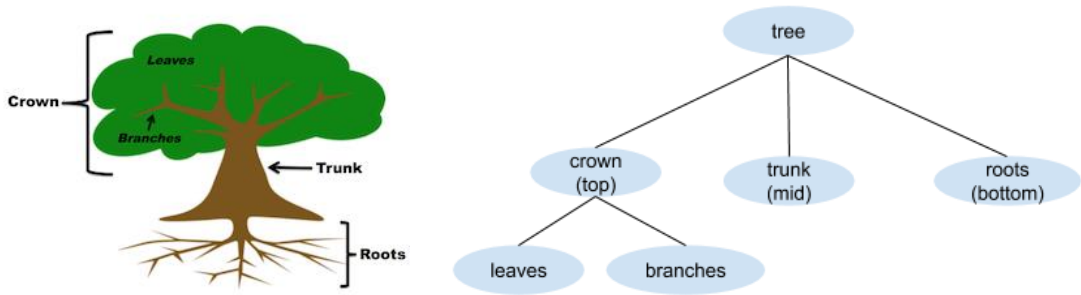 Leaves
Crown
Branches
Trunk
Roots
tree
crown
(top)
trunk
(mid)
roots
(bottom)
leaves
branches